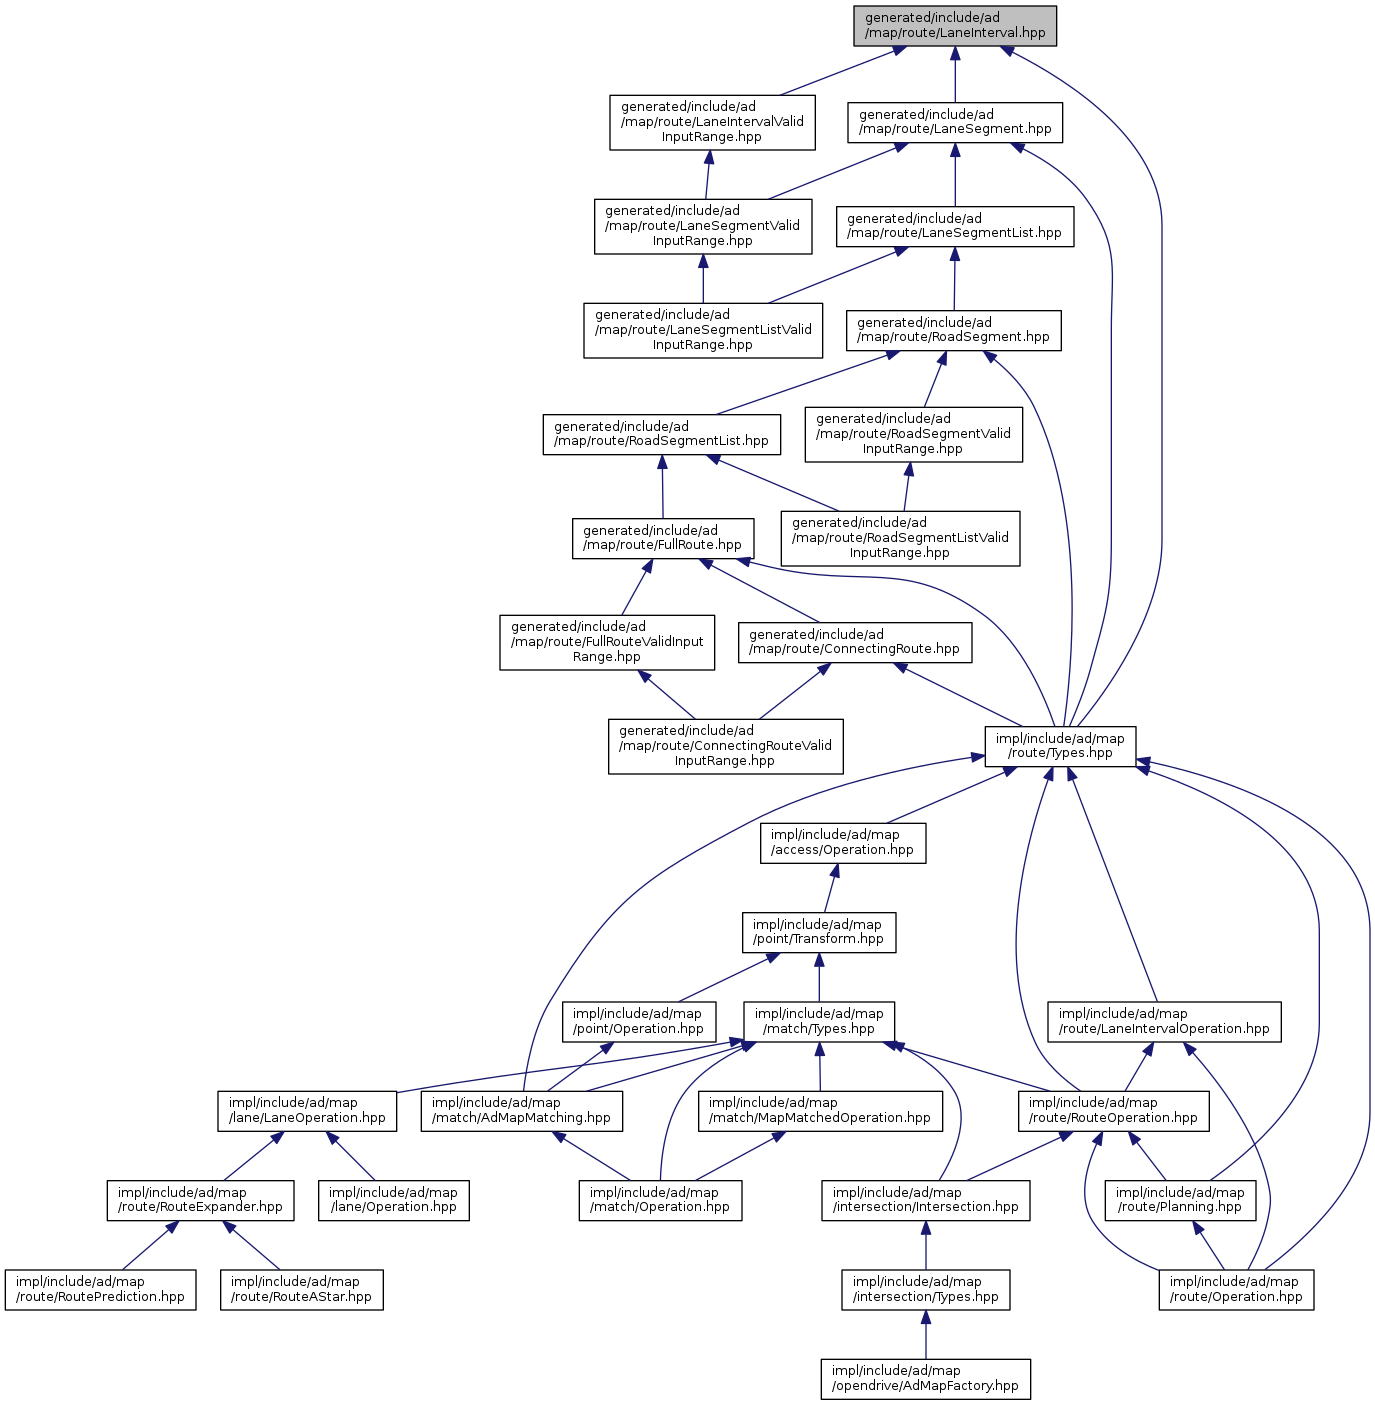 generated/include/ad
/map/route/LaneInterval.hpp
generated/include/ad
/map/route/LaneIntervalValid
InputRange.hpp
generated/include/ad
/map/route/LaneSegment.hpp
generated/include/ad
/map/route/LaneSegmentValid
InputRange.hpp
generated/include/ad
/map/route/LaneSegmentList.hpp
generated/include/ad
/map/route/LaneSegmentListValid
InputRange.hpp
generated/include/ad
/map/route/RoadSegment.hpp
generated/include/ad
/map/route/RoadSegmentList.hpp
generated/include/ad
/map/route/RoadSegmentValid
InputRange.hpp
generated/include/ad
/map/route/FullRoute.hpp
generated/include/ad
/map/route/RoadSegmentListValid
InputRange.hpp
generated/include/ad
/map/route/FullRouteValidInput
Range.hpp
generated/include/ad
/map/route/ConnectingRoute.hpp
generated/include/ad
/map/route/ConnectingRouteValid
InputRange.hpp
impl/include/ad/map
/route/Types.hpp
impl/include/ad/map
/access/Operation.hpp
impl/include/ad/map
/point/Transform.hpp
impl/include/ad/map
/point/Operation.hpp
impl/include/ad/map
/match/Types.hpp
impl/include/ad/map
/route/LaneIntervalOperation.hpp
impl/include/ad/map
/lane/LaneOperation.hpp
impl/include/ad/map
/match/AdMapMatching.hpp
impl/include/ad/map
/match/MapMatchedOperation.hpp
impl/include/ad/map
/route/RouteOperation.hpp
impl/include/ad/map
/route/RouteExpander.hpp
impl/include/ad/map
/lane/Operation.hpp
impl/include/ad/map
/match/Operation.hpp
impl/include/ad/map
/intersection/Intersection.hpp
impl/include/ad/map
/route/Planning.hpp
impl/include/ad/map
/route/RoutePrediction.hpp
impl/include/ad/map
/route/RouteAStar.hpp
impl/include/ad/map
/intersection/Types.hpp
impl/include/ad/map
/route/Operation.hpp
impl/include/ad/map
/opendrive/AdMapFactory.hpp